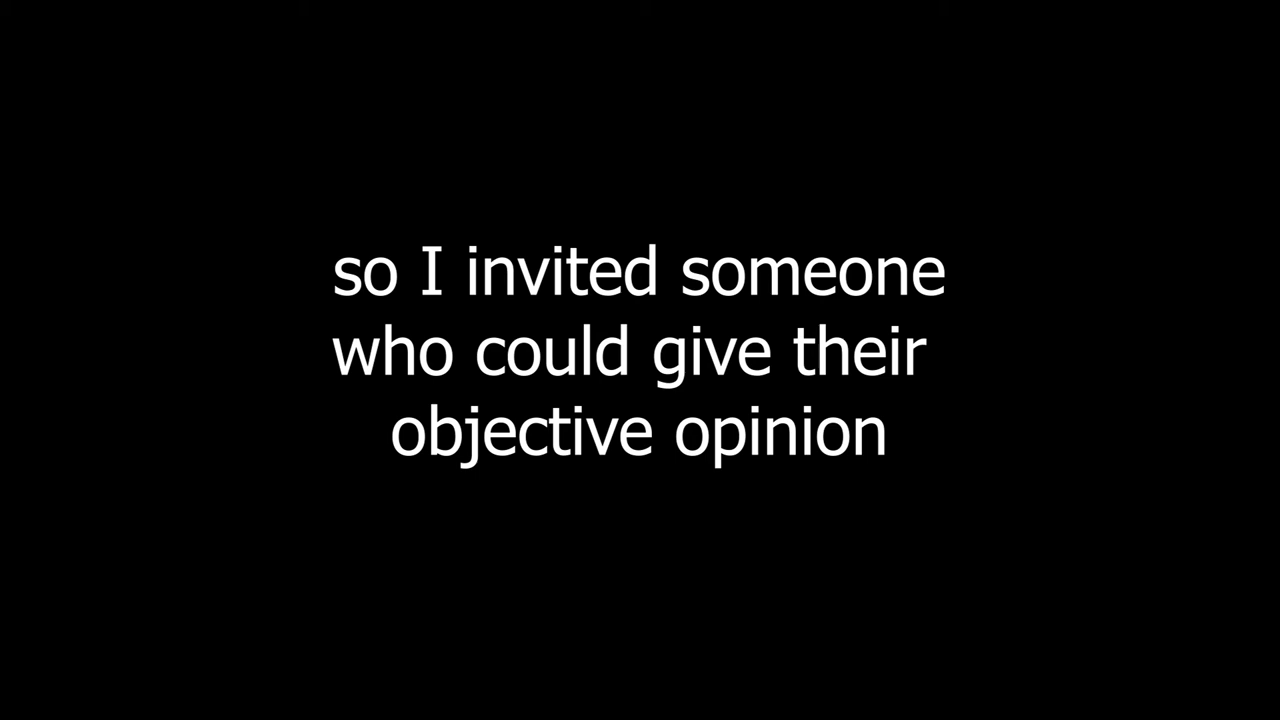 so I invited someone
who could give their
objective opinion